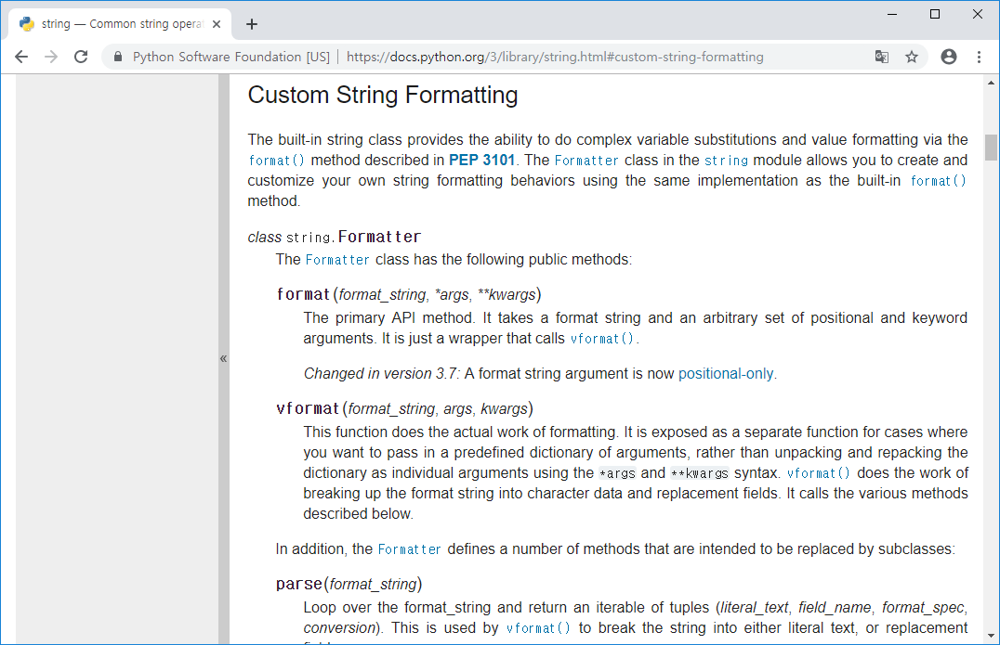 string — Common string opera
Python Software Foundation [US] | https://docs.python.org/3/library/string.html#custom-string-formatting
Custom String Formatting
The built-in string class provides the ability to do complex variable substitutions and value formatting via the
format() method described in PEP 3101. The Formatter class in the string module allows you to create and
customize your own string formatting behaviors using the same implementation as the built-in format()
method.
class string.Formatter
The Formatter class has the following public methods:
format(format_string, *args, **kwargs)
The primary API method. It takes a format string and an arbitrary set of positional and keyword
arguments. It is just a wrapper that calls vformat().
Changed in version 3.7: A format string argument is now positional-only.
«
vformat(format_string, args, kwargs)
This function does the actual work of formatting. It is exposed as a separate function for cases where
you want to pass in a predefined dictionary of arguments, rather than unpacking and repacking the
dictionary as individual arguments using the *args and **kwargs syntax. vformat() does the work of
breaking up the format string into character data and replacement fields. It calls the various methods
described below.
In addition, the Formatter defines a number of methods that are intended to be replaced by subclasses:
parse(format_string)
Loop over the format_string and return an iterable of tuples (literal_text, field_name, format_spec,
conversion). This is used by vformat() to break the string into either literal text, or replacement